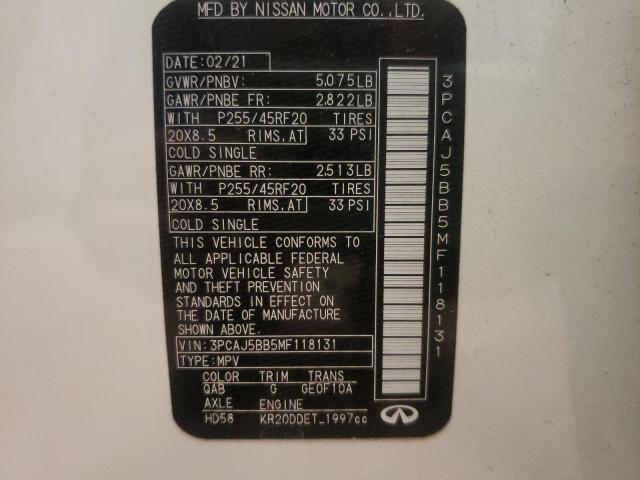 MFD BY NISSAN MOTOR CO.,LTD.
DATE: 02/21
GVWR/PNBV: 5,075LB
GAWR/PNBE FR: 2,822LB
WITH P255/45RF20 TIRES
20X8.5 RIMS,AT 33 PSI
COLD SINGLE
GAWR/PNBE RR: 2,513LB
WITH P255/45RF20 TIRES
20X8.5 RIMS,AT 33 PSI
COLD SINGLE
THIS VEHICLE CONFORMS TO
ALL APPLICABLE FEDERAL
MOTOR VEHICLE SAFETY
AND THEFT PREVENTION
STANDARDS IN EFFECT ON
THE DATE OF MANUFACTURE
SHOWN ABOVE.
VIN: 3PCAJ5BB5MF118131
TYPE: MPV
COLOR TRIM TRANS
QAB G GE0F10A
AXLE ENGINE
HD58 KR20DDET_1997cc
3PCAJ5BB5MF118131